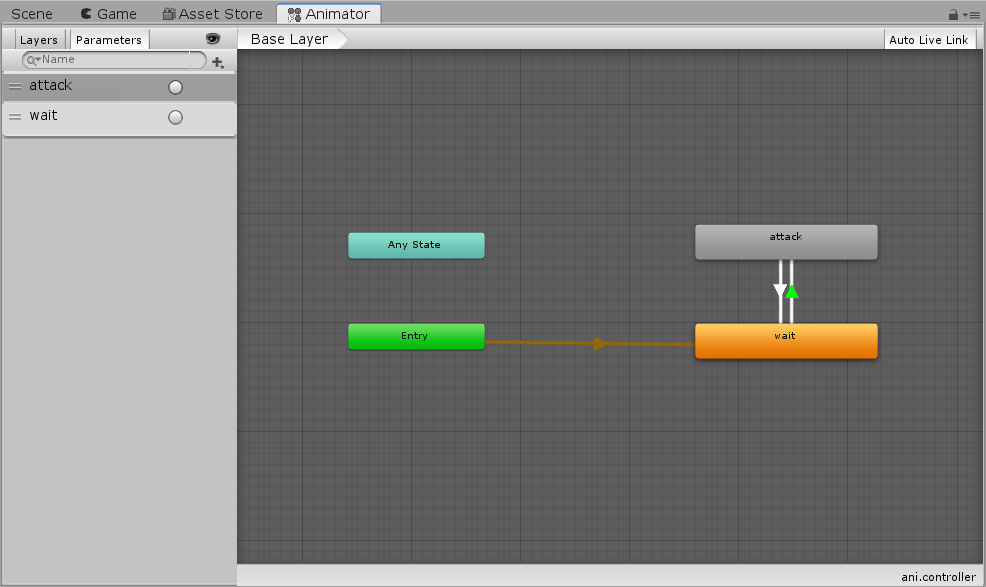 Scene Game Asset Store Animator
Layers Parameters Base Layer Auto Live Link
Name
attack
wait
Any State
attack
Entry
wait
ani.controller